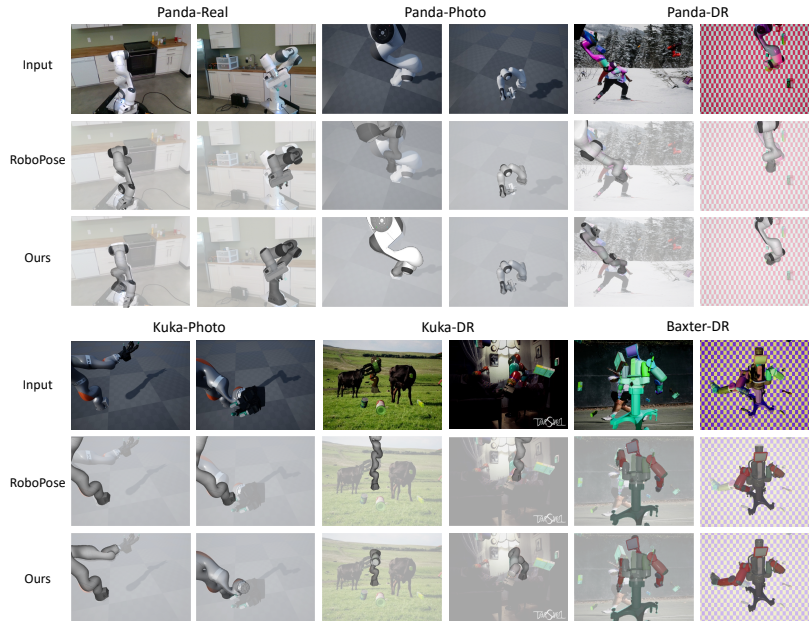 Panda-Real Panda-Photo Panda-DR
Input
RoboPose
Ours
Kuka-Photo Kuka-DR Baxter-DR
Input
RoboPose
Ours